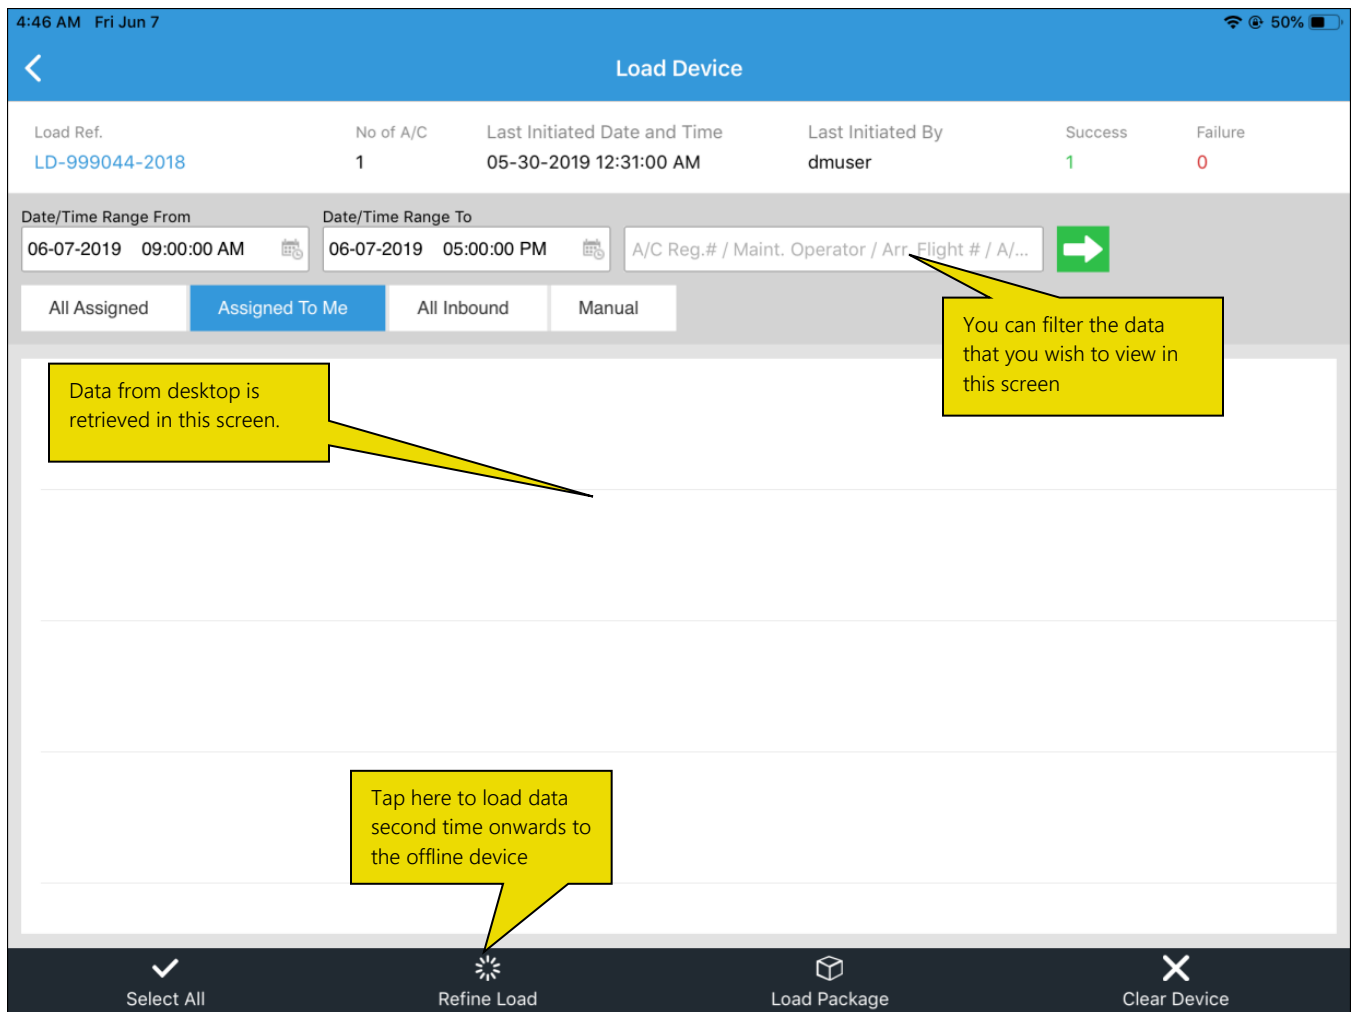 4:46 AM Fri Jun 7
50%
Load Device
Load Ref.
No of A/C
Last Initiated Date and Time
Last Initiated By
Success
Failure
LD-999044-2018
1
05-30-2019 12:31:00 AM
dmuser
1
0
Date/Time Range From
Date/Time Range To
06-07-2019 09:00:00 AM
06-07-2019 05:00:00 PM
A/C Reg.# / Maint. Operator / Arr. Flight # / A/...
All Assigned
Assigned To Me
All Inbound
Manual
You can filter the data
that you wish to view in
this screen
Data from desktop is
retrieved in this screen.
Tap here to load data
second time onwards to
the offline device
Select All
Refine Load
Load Package
Clear Device